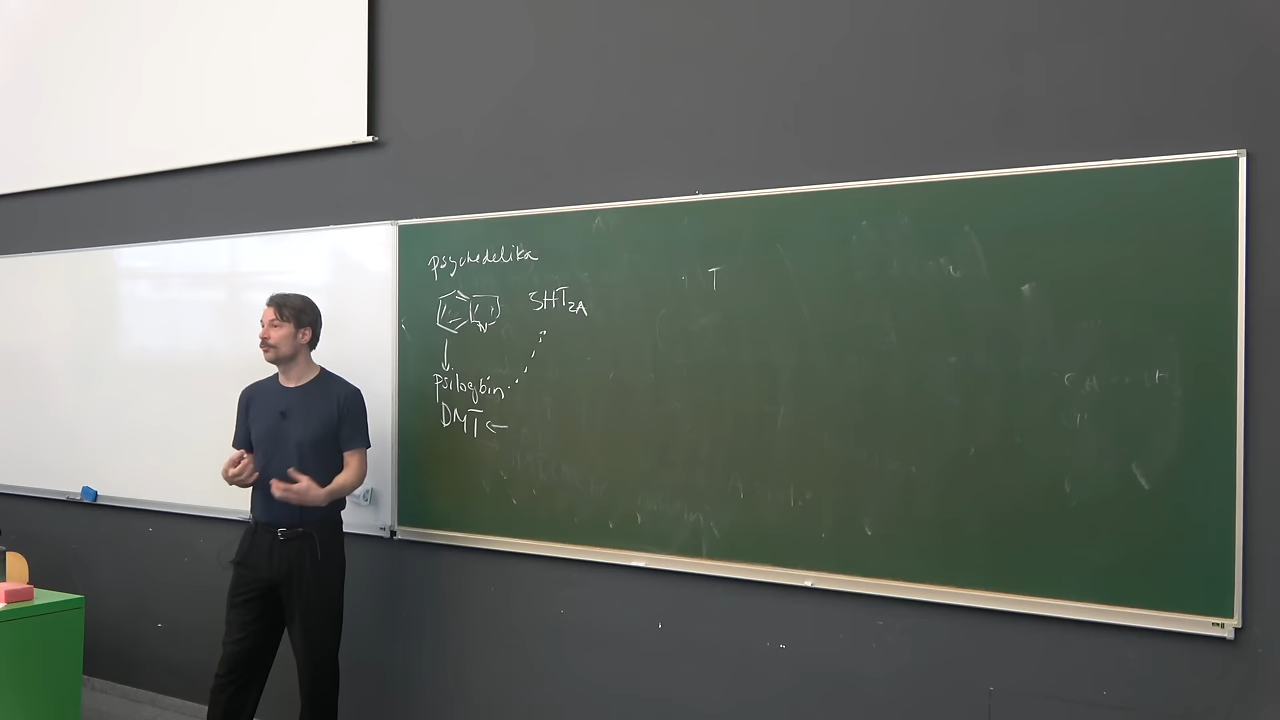 psychedelika
5HT2A
N
psilocybin
DMT ←
T